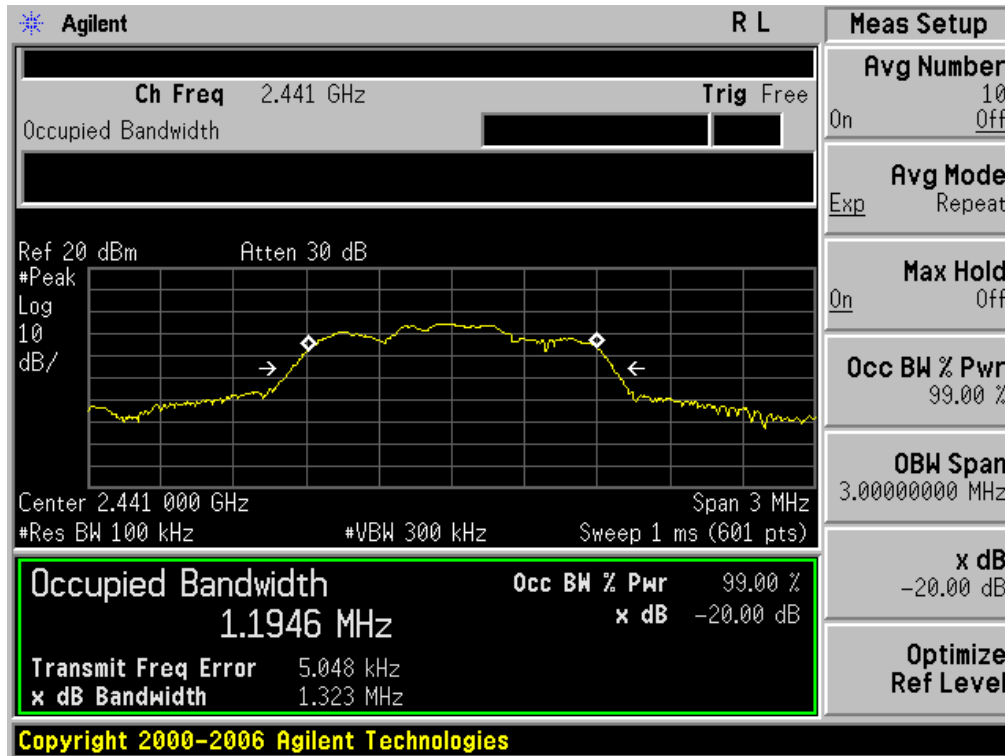 Agilent R L Meas Setup
Ch Freq 2.441 GHz Trig Free
Occupied Bandwidth
Avg Number
10
On Off
Avg Mode
Exp Repeat
Max Hold
On Off
Occ BW % Pwr
99.00 %
OBW Span
3.00000000 MHz
x dB
-20.00 dB
Optimize
Ref Level
Ref 20 dBm Atten 30 dB
#Peak
Log
10
dB/
Center 2.441 000 GHz Span 3 MHz
#Res BW 100 kHz #VBW 300 kHz Sweep 1 ms (601 pts)
Occupied Bandwidth Occ BW % Pwr 99.00 %
1.1946 MHz x dB -20.00 dB
Transmit Freq Error 5.048 kHz
x dB Bandwidth 1.323 MHz
Copyright 2000-2006 Agilent Technologies